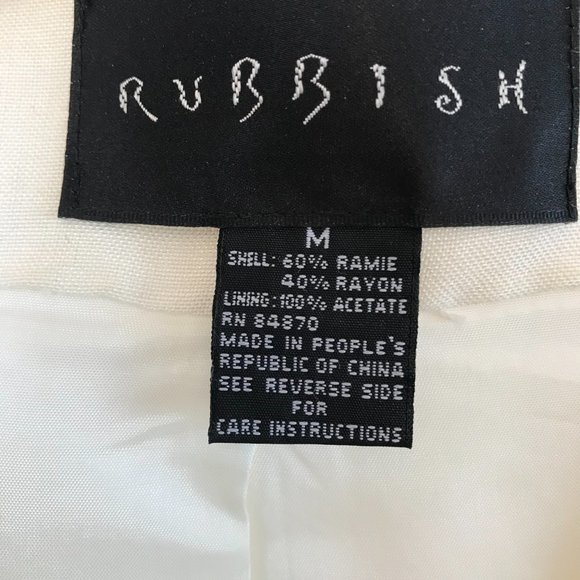 RUBBISH
M
SHELL: 60% RAMIE
40% RAYON
LINING: 100% ACETATE
RN 84870
MADE IN PEOPLE'S
REPUBLIC OF CHINA
SEE REVERSE SIDE
FOR
CARE INSTRUCTIONS